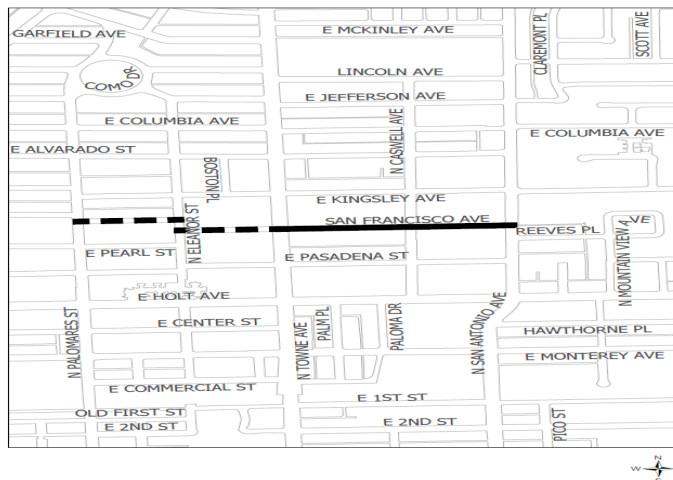 GARFIELD AVE
E MCKINLEY AVE
CLAREMONT PL
SCOTT AVE
LINCOLN AVE
COMO DR
E JEFFERSON AVE
E COLUMBIA AVE
N CASWELL AVE
E COLUMBIA AVE
E ALVARADO ST
BOSTON PL
E KINGSLEY AVE
N ELEANOR ST
SAN FRANCISCO AVE
REEVES PL
N MOUNTAIN VIEW AVE
E PEARL ST
E PASADENA ST
E HOLT AVE
N PALOMARES ST
E CENTER ST
N TOWNE AVE
PALM PL
PALOMA DR
N SAN ANTONIO AVE
HAWTHORNE PL
E MONTEREY AVE
E COMMERCIAL ST
E 1ST ST
OLD FIRST ST
E 2ND ST
E 2ND ST
PICO ST
W
E
N